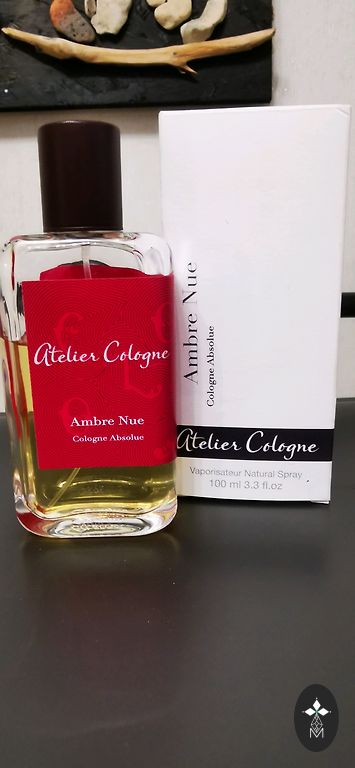 Atelier Cologne
Ambre Nue
Cologne Absolue
Ambre Nue
Cologne Absolue
Atelier Cologne
Vaporisateur Natural Spray
100 ml 3.3 fl.oz
M